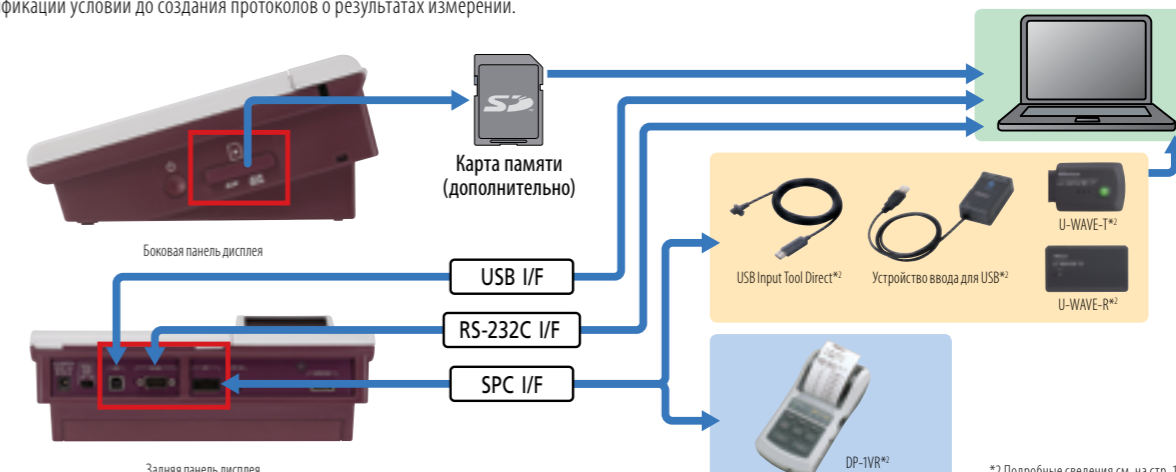 фикации условий до создания протоколов о результатах измерений.
Карта памяти
(дополнительно)
Боковая панель дисплея
USB I/F
RS-232C I/F
SPC I/F
USB Input Tool Direct*2
Устройство ввода для USB*2
U-WAVE-T*2
U-WAVE-R*2
DP-1VR*2
Задняя панель дисплея
*2 Подробные сведения см. на стр.